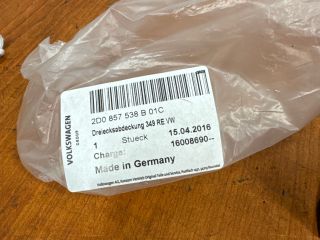 VOLKSWAGEN
GROUP
2D0 857 538 B 01C
Dreiecksabdeckung 349 RE VW
1 Stueck 15.04.2016
Charge: 16008690--
Made in Germany